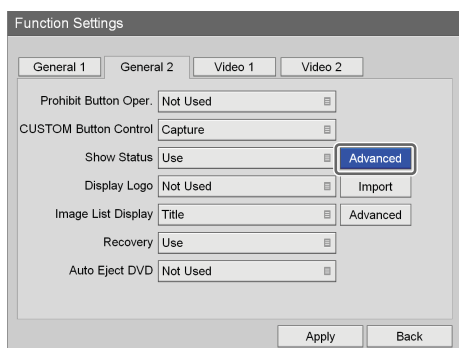 Function Settings
General 1 General 2 Video 1 Video 2
Prohibit Button Oper. Not Used
CUSTOM Button Control Capture
Show Status Use Advanced
Display Logo Not Used Import
Image List Display Title Advanced
Recovery Use
Auto Eject DVD Not Used
Apply Back